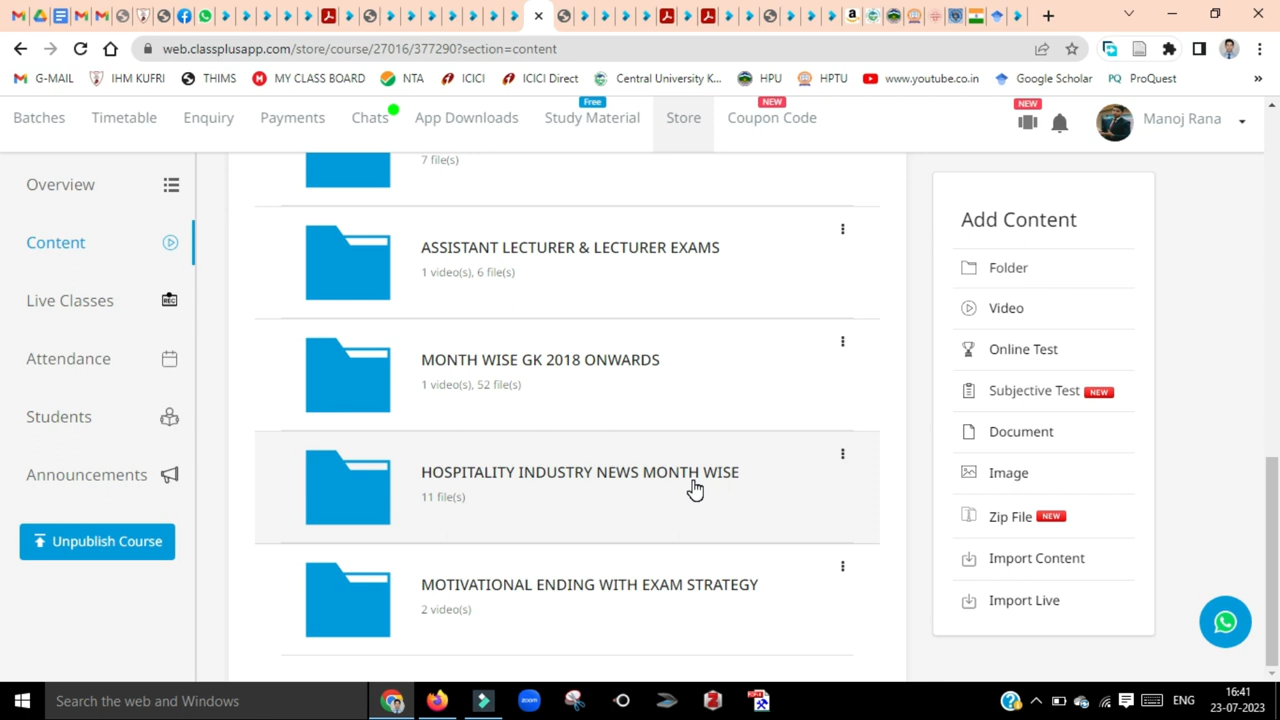 web.classplusapp.com/store/course/27016/377290?section=content
G-MAIL
IHM KUFRI
THIMS
MY CLASS BOARD
NTA
ICICI
ICICI Direct
Central University K...
HPU
HPTU
www.youtube.co.in
Google Scholar
PQ ProQuest
»
Batches
Timetable
Enquiry
Payments
Chats
App Downloads
Free
Study Material
Store
NEW
Coupon Code
NEW
Manoj Rana
Overview
Content
Live Classes
REC
Attendance
Students
Announcements
Unpublish Course
7 file(s)
ASSISTANT LECTURER & LECTURER EXAMS
1 video(s), 6 file(s)
MONTH WISE GK 2018 ONWARDS
1 video(s), 52 file(s)
HOSPITALITY INDUSTRY NEWS MONTH WISE
11 file(s)
MOTIVATIONAL ENDING WITH EXAM STRATEGY
2 video(s)
Add Content
Folder
Video
Online Test
Subjective Test NEW
Document
Image
Zip File NEW
Import Content
Import Live
Search the web and Windows
zoom
ENG
16:41
23-07-2023